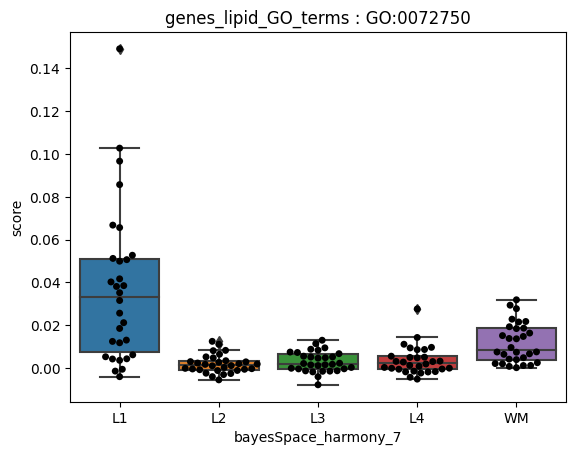 genes_lipid_GO_terms : GO:0072750
0.14
0.12
0.10
0.08
0.06
0.04
0.02
0.00
score
L1 L2 L3 L4 WM
bayesSpace_harmony_7